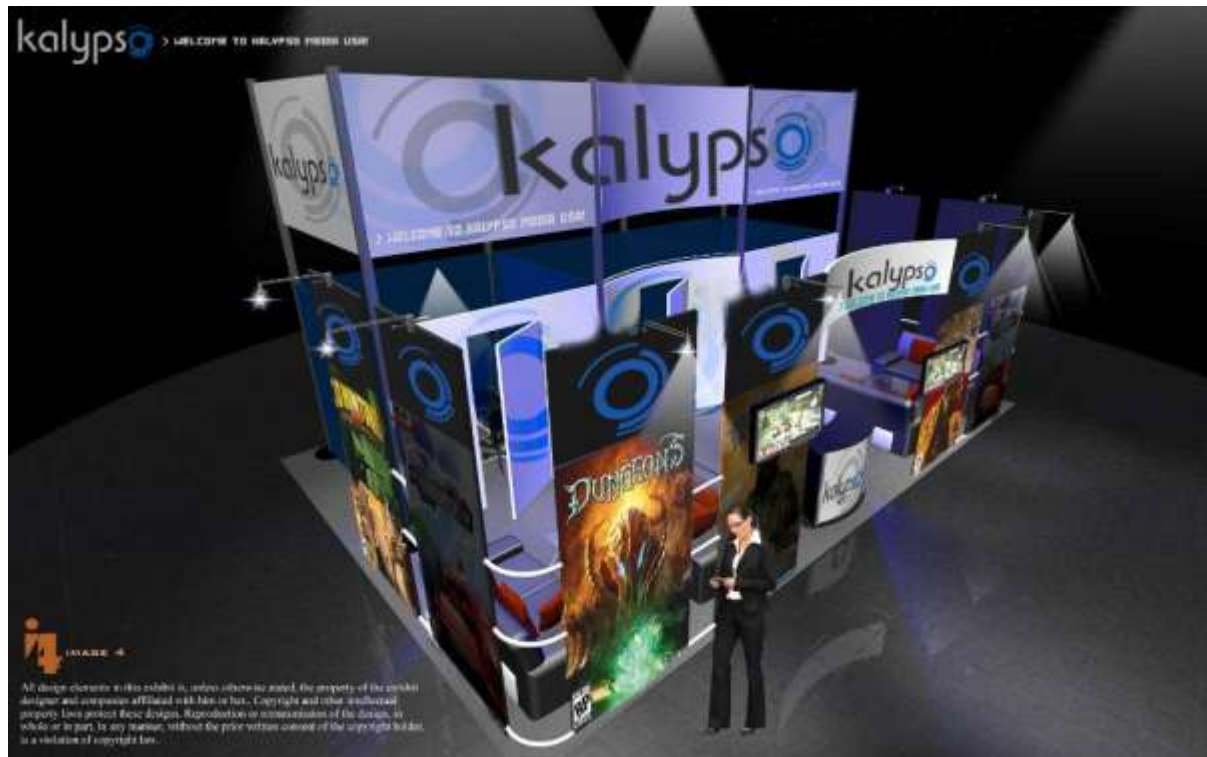 kalypso > WELCOME TO KALYPSO MEDIA USA!
kalypso
kalypso
> WELCOME TO KALYPSO MEDIA USA!
kalypso
DUNGEONS
kalypso
RP
i4 IMAGE 4
All design elements in this exhibit is, unless otherwise stated, the property of the exhibit
designer and companies affiliated with him or her.. Copyright and other intellectual
property laws protect these designs. Reproduction or retransmission of the design, in
whole or in part, in any manner, without the prior written consent of the copyright holder,
is a violation of copyright law.